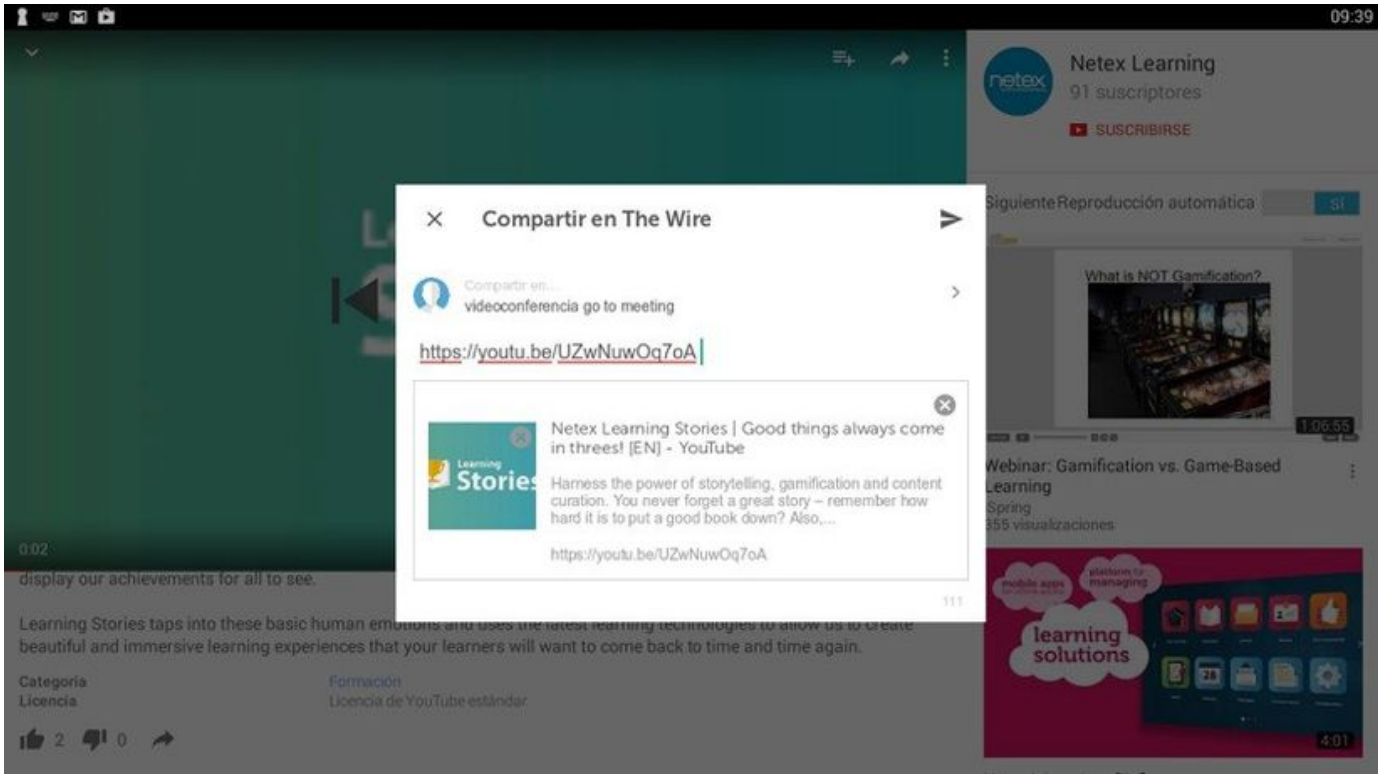 09:39
netex
Netex Learning
91 suscriptores
SUSCRIBIRSE
Siguiente Reproducción automática
SÍ
Compartir en The Wire
Compartir en...
videoconferencia go to meeting
https://youtu.be/UZwNuwOq7oA
Netex Learning Stories | Good things always come
in threes! [EN] - YouTube
Harness the power of storytelling, gamification and content
curation. You never forget a great story – remember how
hard it is to put a good book down? Also,...
https://youtu.be/UZwNuwOq7oA
111
Learning
Stories
What is NOT Gamification?
1:06:55
Webinar: Gamification vs. Game-Based
Learning
Spring
355 visualizaciones
mobile apps
platform for
managing
learning
solutions
28
4:01
0:02
display our achievements for all to see.
Learning Stories taps into these basic human emotions and uses the latest learning technologies to allow us to create
beautiful and immersive learning experiences that your learners will want to come back to time and time again.
Categoría
Formación
Licencia
Licencia de YouTube estándar
2
0